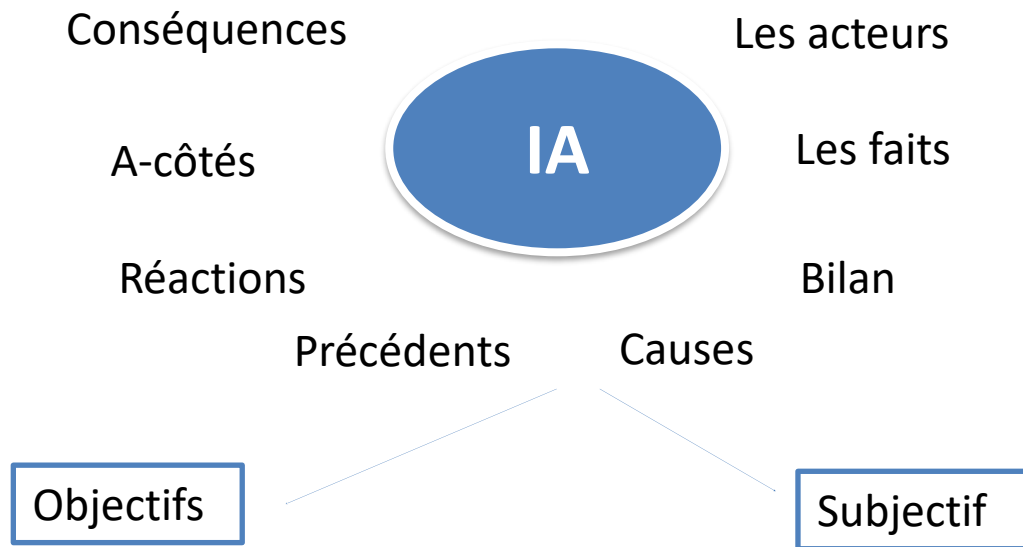 Conséquences
Les acteurs
IA
A-côtés
Les faits
Réactions
Bilan
Précédents
Causes
Objectifs
Subjectif